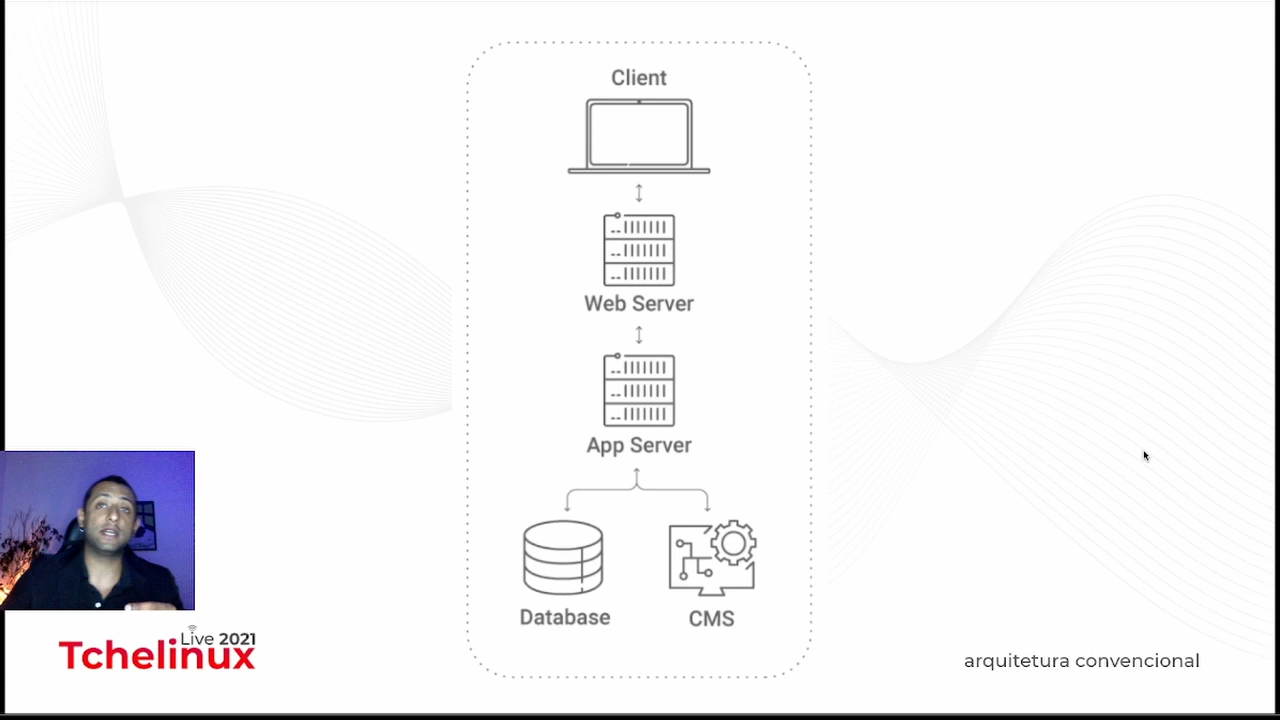 Client
Web Server
App Server
Database
CMS
Live 2021
Tchelinux
arquitetura convencional